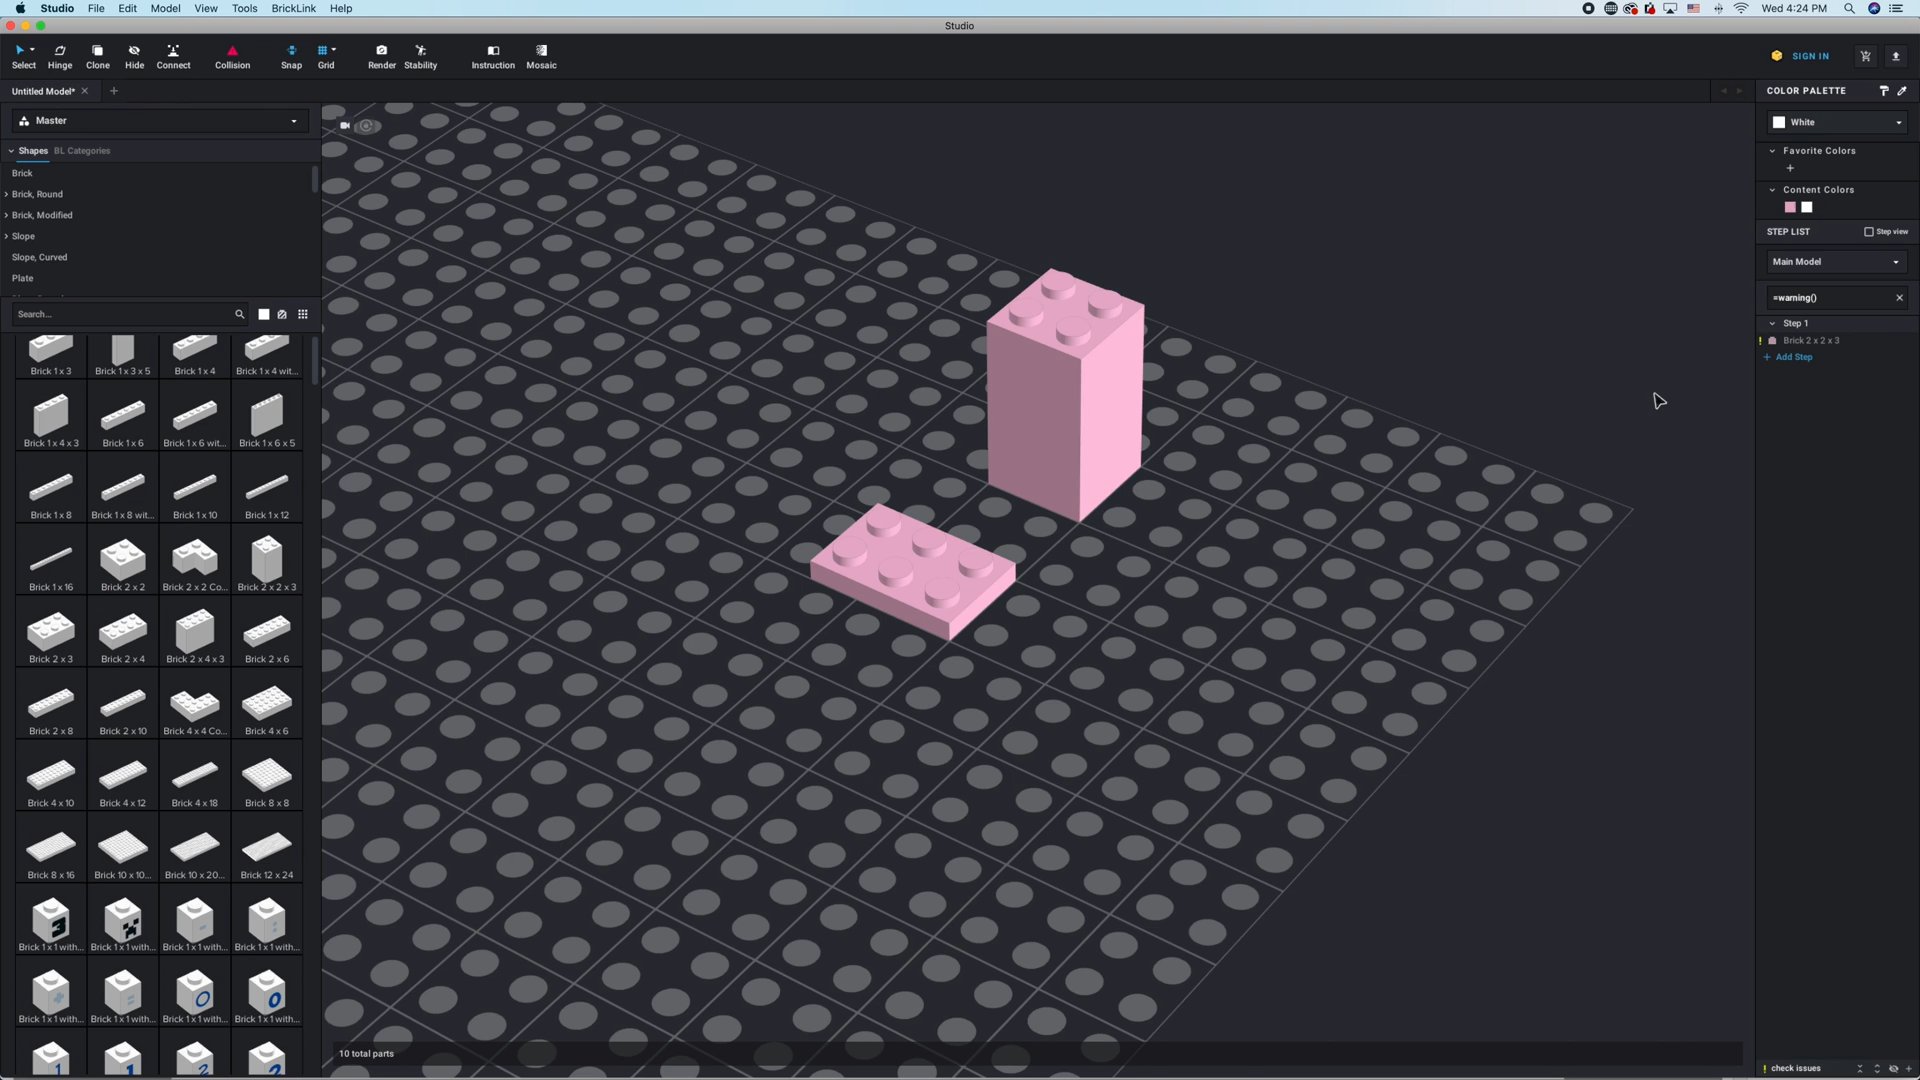 Studio File Edit Model View Tools BrickLink Help
Wed 4:24 PM
Studio
Select Hinge Clone Hide Connect Collision Snap Grid Render Stability Instruction Mosaic
SIGN IN
Untitled Model*
Master
Shapes BL Categories
Brick
Brick, Round
Brick, Modified
Slope
Slope, Curved
Plate
Search...
Brick 1 x 3 Brick 1 x 3 x 5 Brick 1 x 4 Brick 1 x 4 wit...
Brick 1 x 4 x 3 Brick 1 x 6 Brick 1 x 6 wit... Brick 1 x 6 x 5
Brick 1 x 8 Brick 1 x 8 wit... Brick 1 x 10 Brick 1 x 12
Brick 1 x 16 Brick 2 x 2 Brick 2 x 2 Co... Brick 2 x 2 x 3
Brick 2 x 3 Brick 2 x 4 Brick 2 x 4 x 3 Brick 2 x 6
Brick 2 x 8 Brick 2 x 10 Brick 4 x 4 Co... Brick 4 x 6
Brick 4 x 10 Brick 4 x 12 Brick 4 x 18 Brick 8 x 8
Brick 8 x 16 Brick 10 x 10... Brick 10 x 20... Brick 12 x 24
3
Brick 1 x 1 with... Brick 1 x 1 with... Brick 1 x 1 with... Brick 1 x 1 with...
0 0
Brick 1 x 1 with... Brick 1 x 1 with... Brick 1 x 1 with... Brick 1 x 1 with...
1 1 2 2
10 total parts
COLOR PALETTE
White
Favorite Colors
Content Colors
STEP LIST Step view
Main Model
=warning()
Step 1
! Brick 2 x 2 x 3
+ Add Step
! check issues